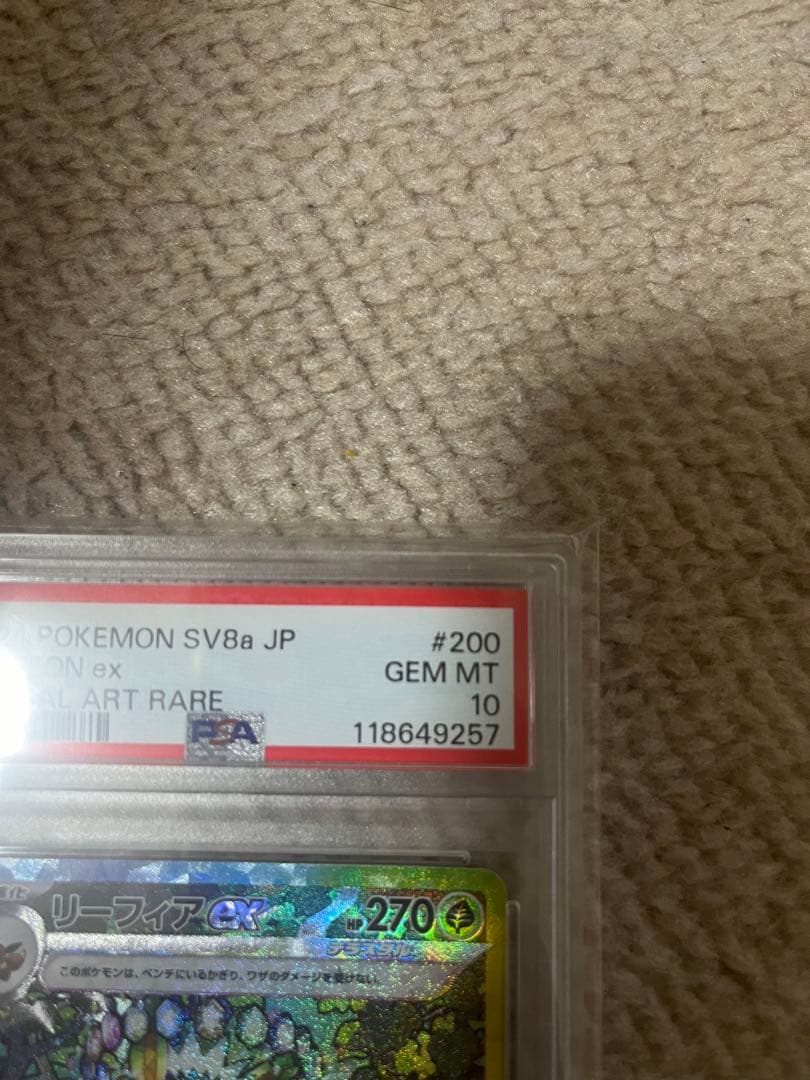 POKEMON SV8a JP #200
ON ex GEM MT
AL ART RARE 10
PSA 118649257
リーフィアex HP270
このポケモンは、ベンチにいるかぎり、ワザのダメージを受けない。